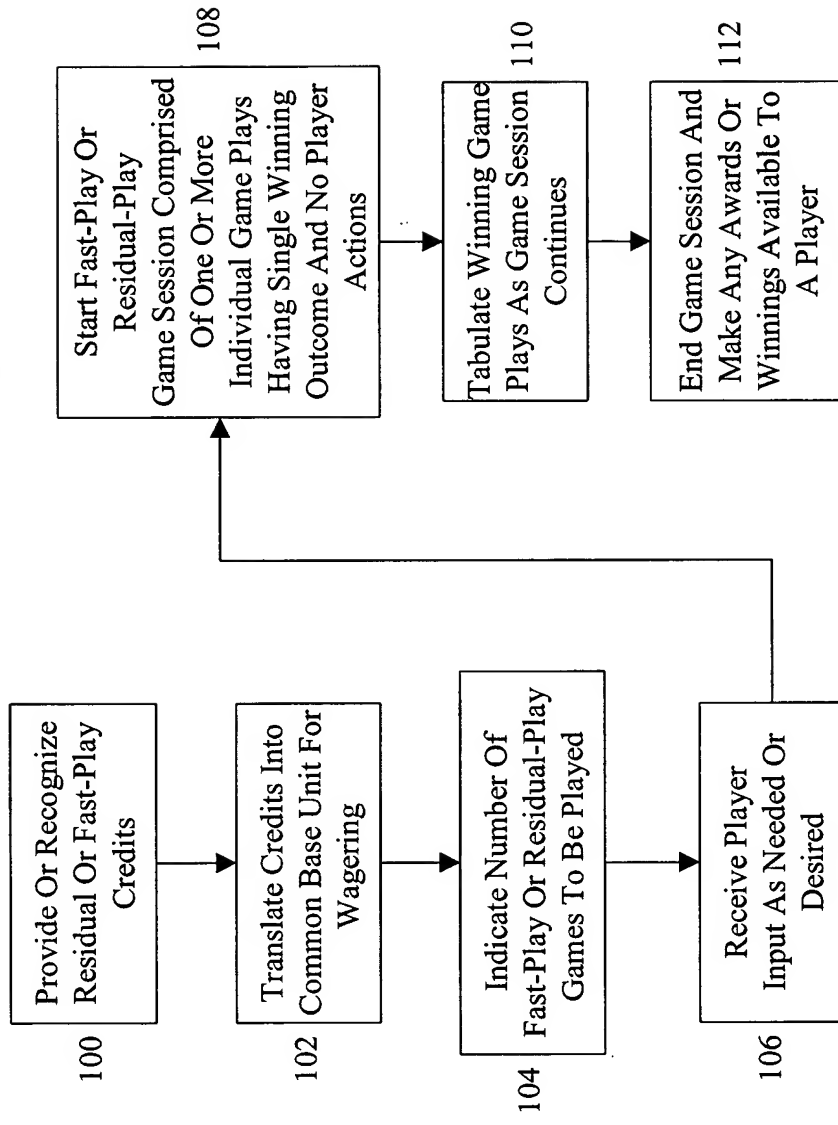 100
Provide Or Recognize
Residual Or Fast-Play
Credits
102
Translate Credits Into
Common Base Unit For
Wagering
104
Indicate Number Of
Fast-Play Or Residual-Play
Games To Be Played
106
Receive Player
Input As Needed Or
Desired
Start Fast-Play Or
Residual-Play
Game Session Comprised
Of One Or More
Individual Game Plays
Having Single Winning
Outcome And No Player
Actions
108
Tabulate Winning Game
Plays As Game Session
Continues
110
End Game Session And
Make Any Awards Or
Winnings Available To
A Player
112